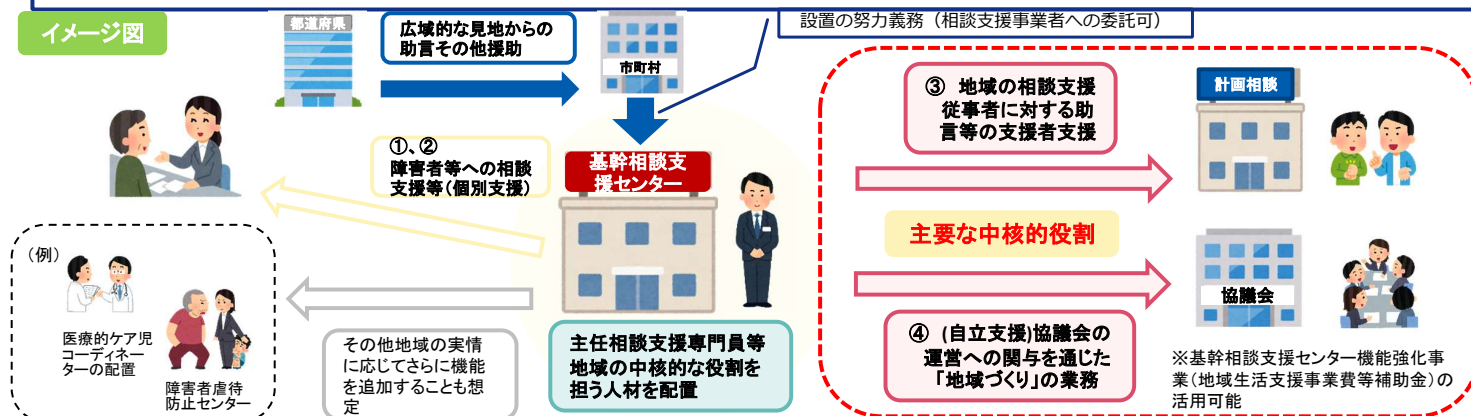 イメージ図
都道府県
広域的な見地からの
助言その他援助
市町村
設置の努力義務（相談支援事業者への委託可）
①、②
障害者等への相談
支援等(個別支援)
基幹相談支
援センター
主任相談支援専門員等
地域の中核的な役割を
担う人材を配置
（例）
医療的ケア児
コーディネー
ターの配置
障害者虐待
防止センター
その他地域の実情
に応じてさらに機能
を追加することも想
定
③ 地域の相談支援
従事者に対する助
言等の支援者支援
計画相談
主要な中核的役割
協議会
④ (自立支援)協議会の
運営への関与を通じた
「地域づくり」の業務
※基幹相談支援センター機能強化事
業(地域生活支援事業費等補助金)の
活用可能